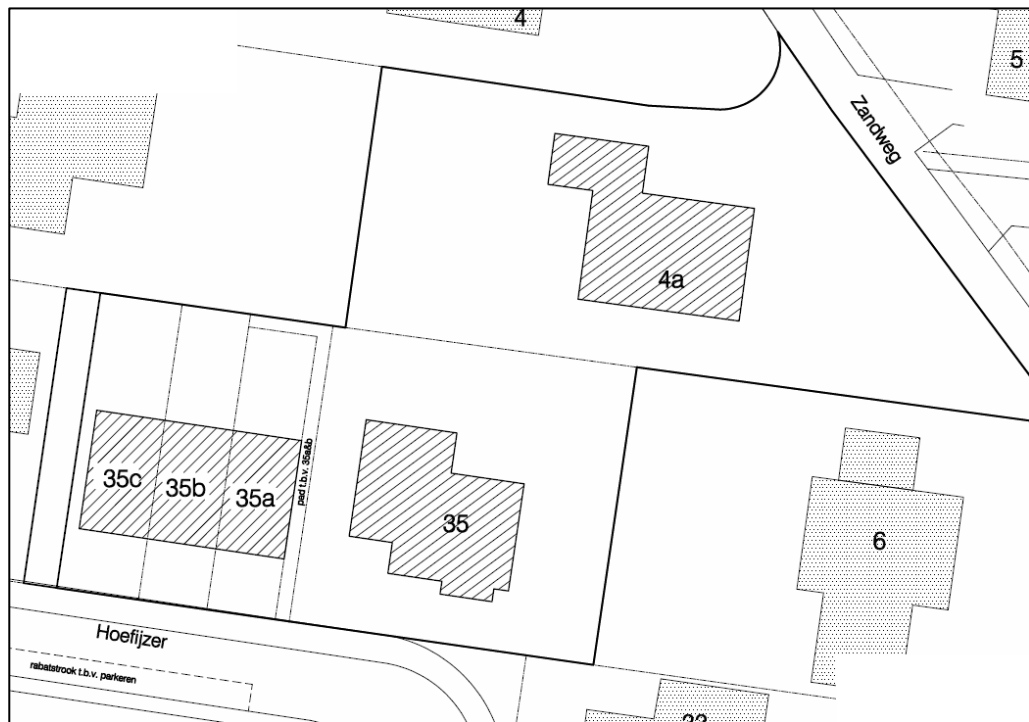 4
5
Zandweg
4a
35c
35b
35a
pad t.b.v. 35a&b
35
6
Hoefijzer
rabatstrook t.b.v. parkeren